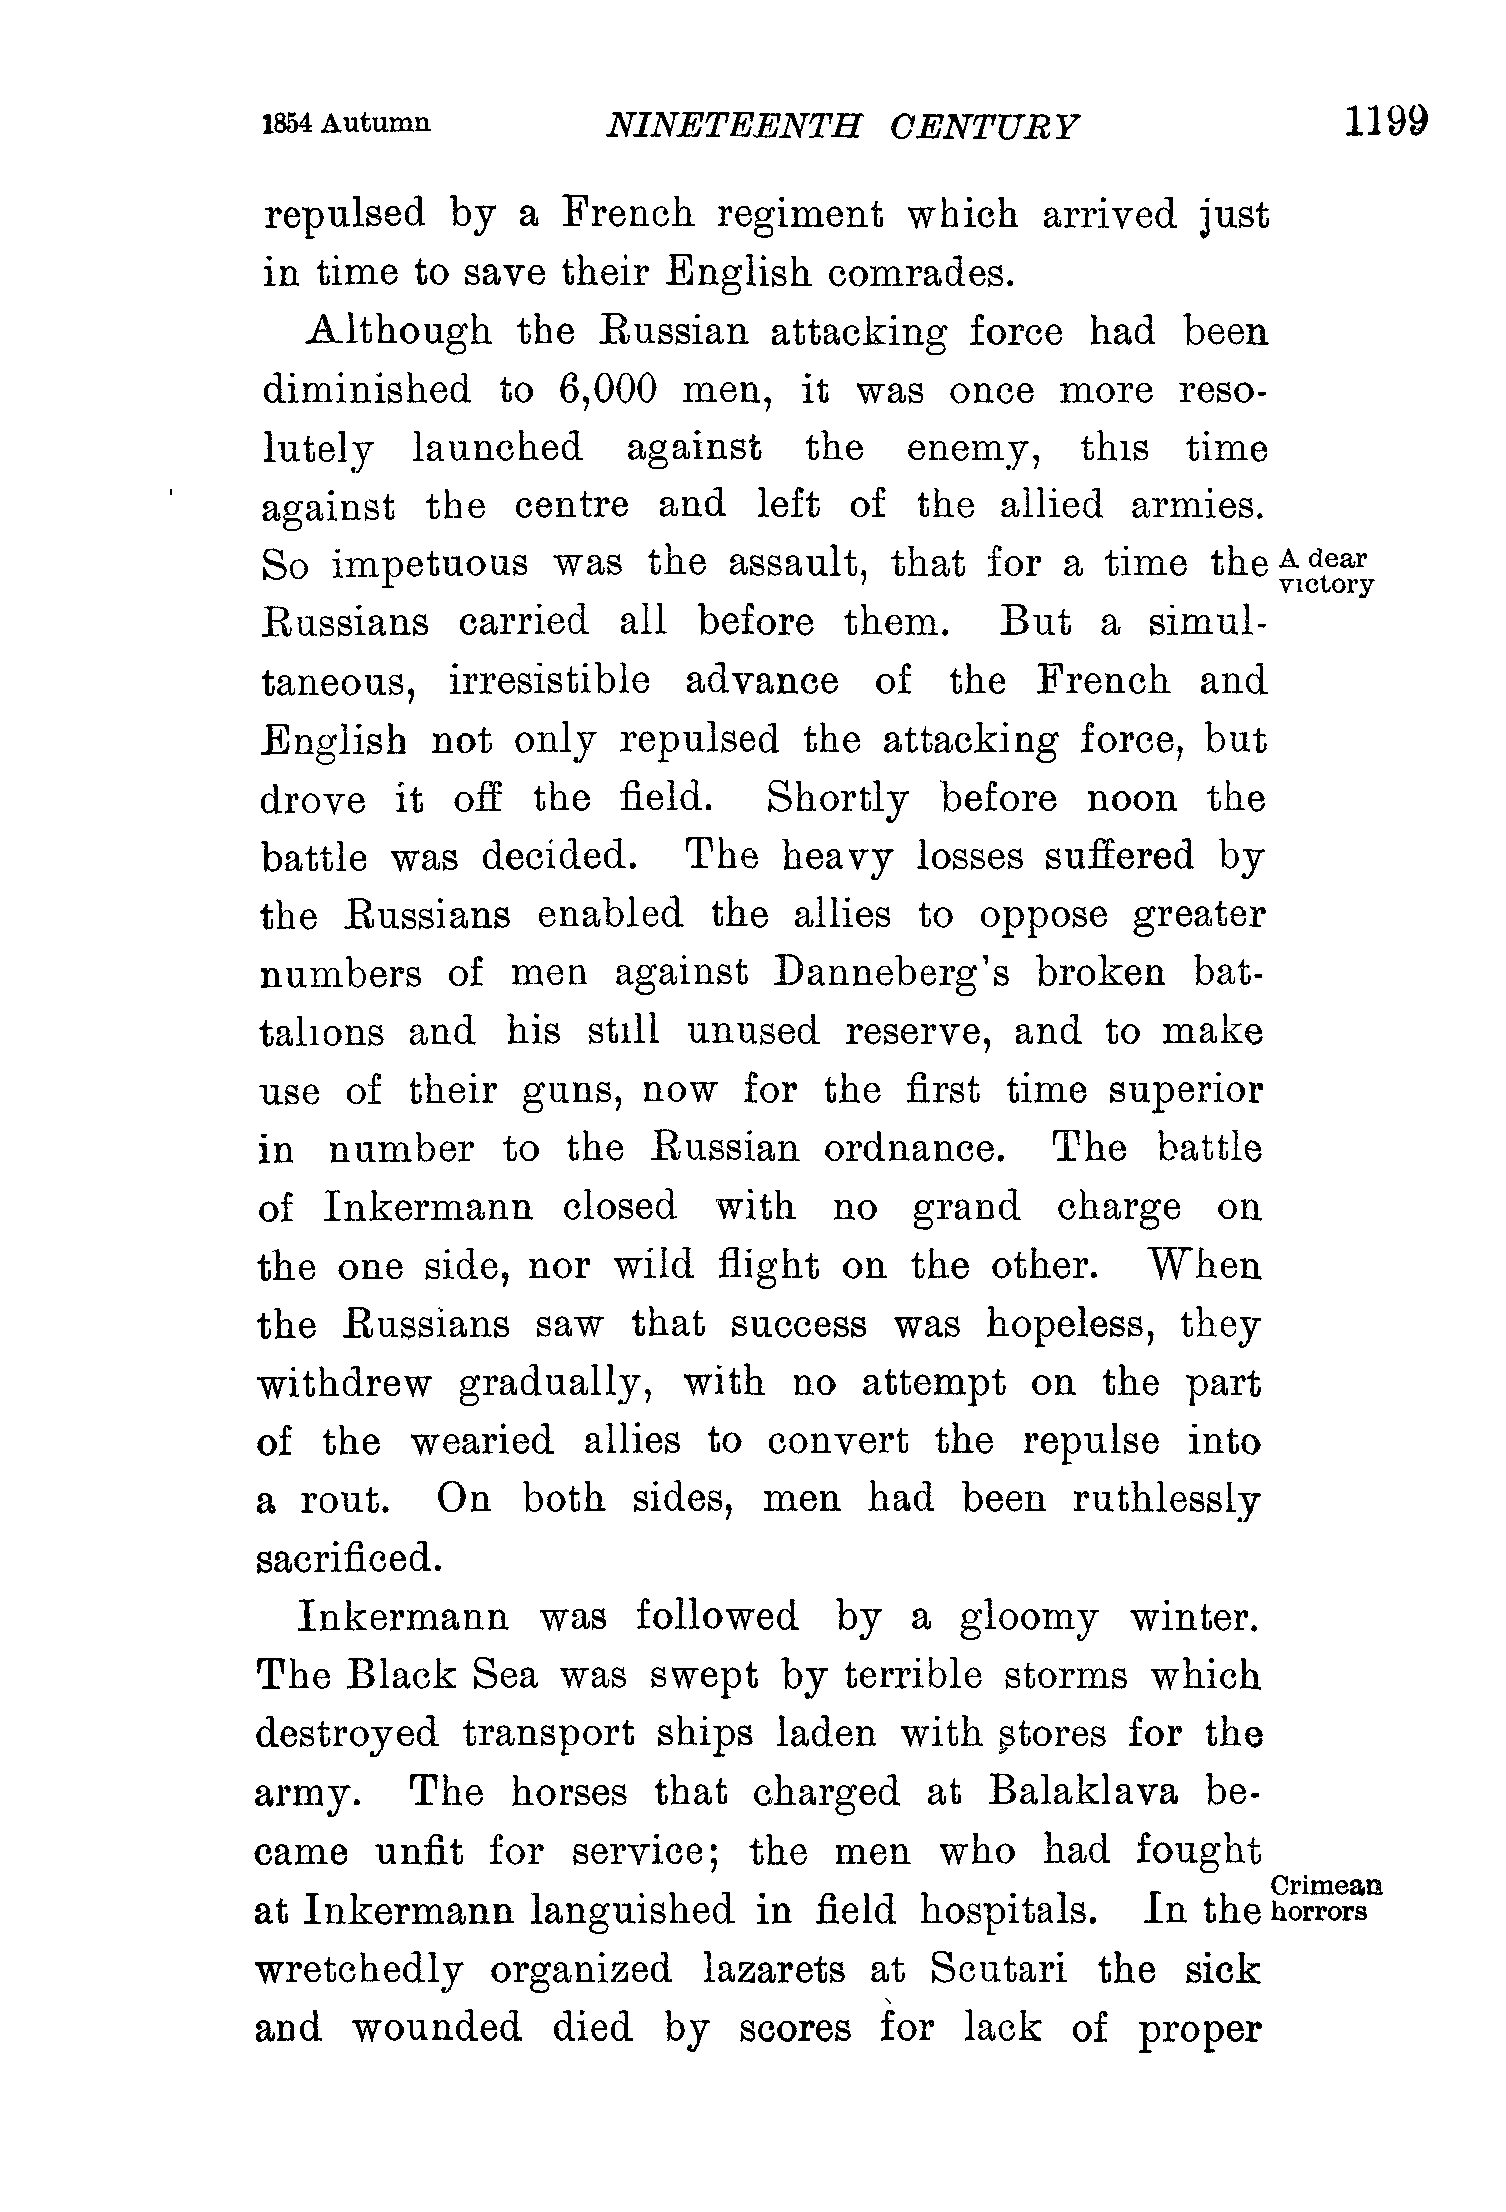 1854 Autumn NINETEENTH CENTURY 1199
repulsed by a French regiment which arrived just
in time to save their English comrades.
Although the Russian attacking force had been
diminished to 6,000 men, it was once more reso-
lutely launched against the enemy, this time
against the centre and left of the allied armies.
So impetuous was the assault, that for a time the
A dear
victory
Russians carried all before them. But a simul-
taneous, irresistible advance of the French and
English not only repulsed the attacking force, but
drove it off the field. Shortly before noon the
battle was decided. The heavy losses suffered by
the Russians enabled the allies to oppose greater
numbers of men against Danneberg's broken bat-
talions and his still unused reserve, and to make
use of their guns, now for the first time superior
in number to the Russian ordnance. The battle
of Inkermann closed with no grand charge on
the one side, nor wild flight on the other. When
the Russians saw that success was hopeless, they
withdrew gradually, with no attempt on the part
of the wearied allies to convert the repulse into
a rout. On both sides, men had been ruthlessly
sacrificed.
Inkermann was followed by a gloomy winter.
The Black Sea was swept by terrible storms which
destroyed transport ships laden with stores for the
army. The horses that charged at Balaklava be-
came unfit for service; the men who had fought
at Inkermann languished in field hospitals. In the
Crimean
horrors
wretchedly organized lazarets at Scutari the sick
and wounded died by scores for lack of proper